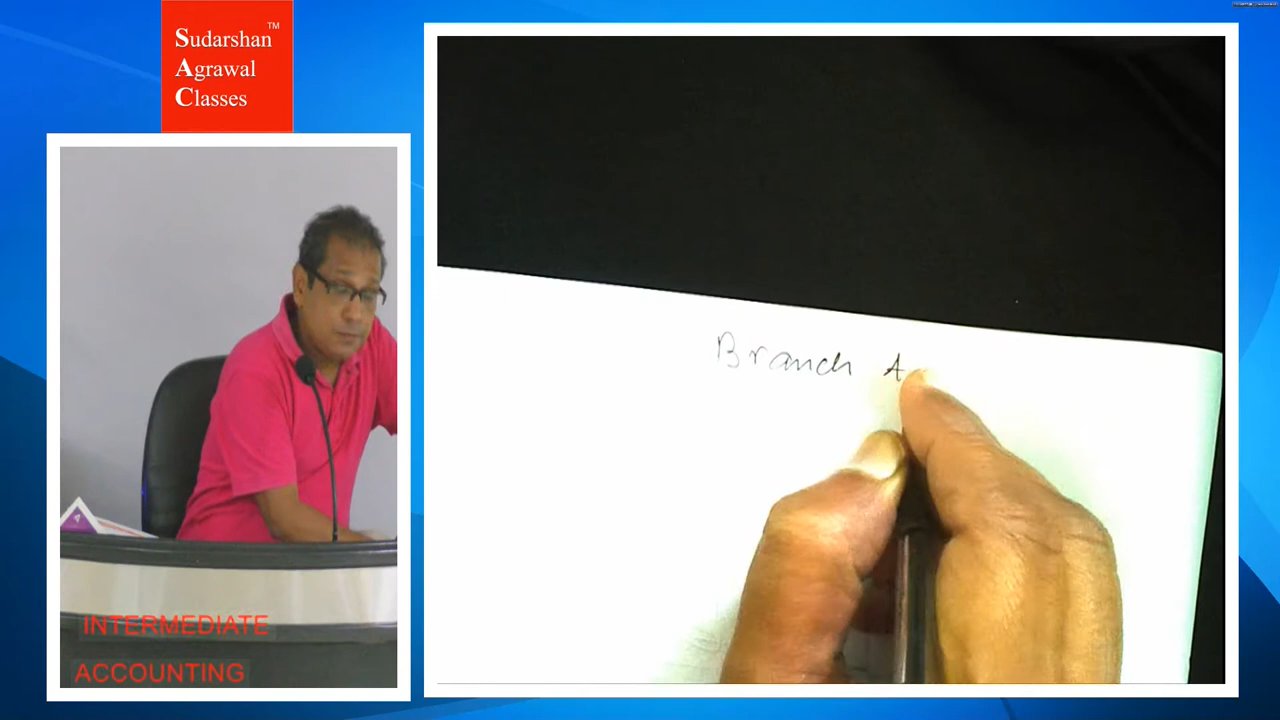 Sudarshan™
Agrawal
Classes
Branch A
INTERMEDIATE
ACCOUNTING